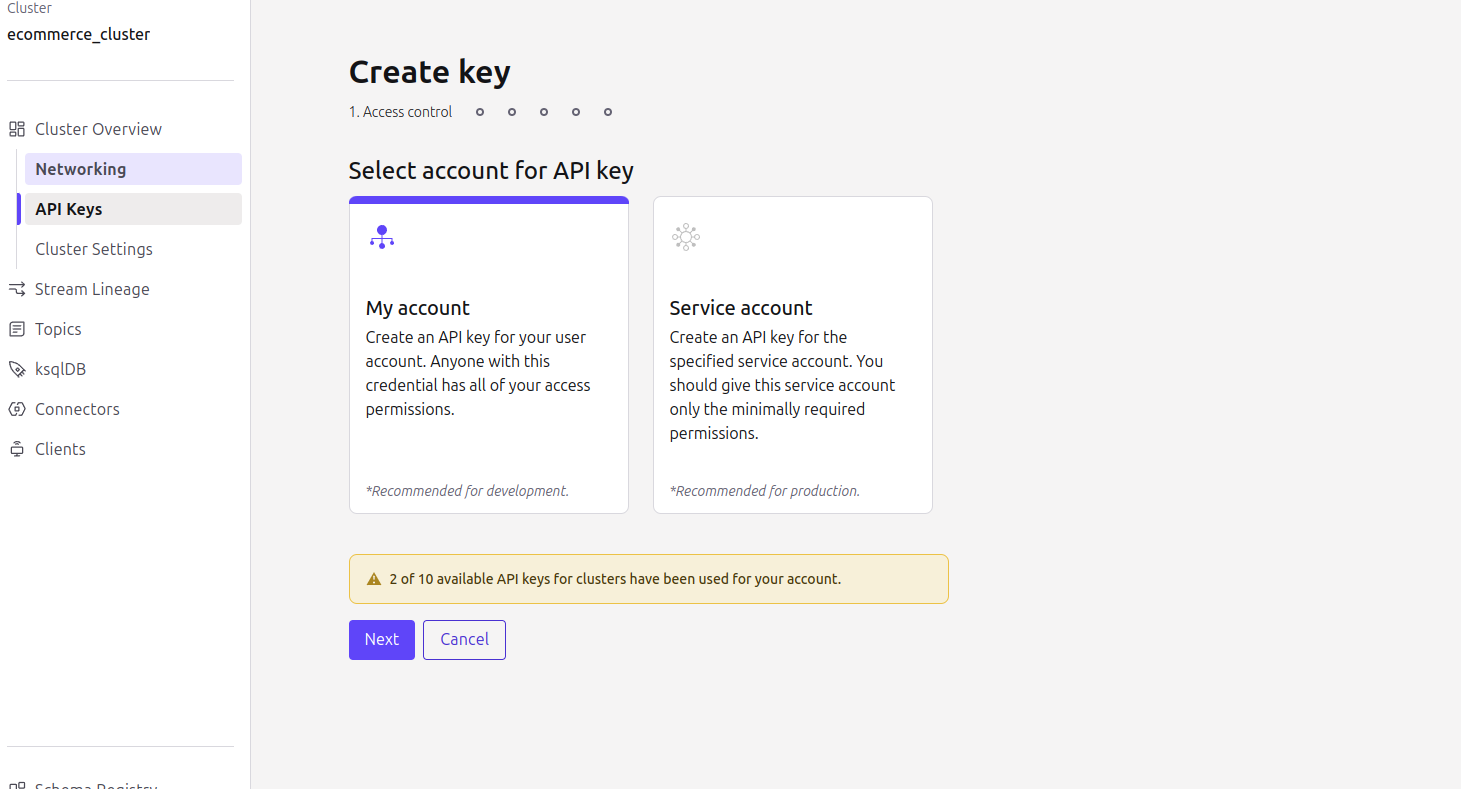 Cluster
ecommerce_cluster
Cluster Overview
Networking
API Keys
Cluster Settings
Stream Lineage
Topics
ksqlDB
Connectors
Clients
Schema Registry
Create key
1. Access control
Select account for API key
My account
Create an API key for your user
account. Anyone with this
credential has all of your access
permissions.
*Recommended for development.
Service account
Create an API key for the
specified service account. You
should give this service account
only the minimally required
permissions.
*Recommended for production.
2 of 10 available API keys for clusters have been used for your account.
Next
Cancel